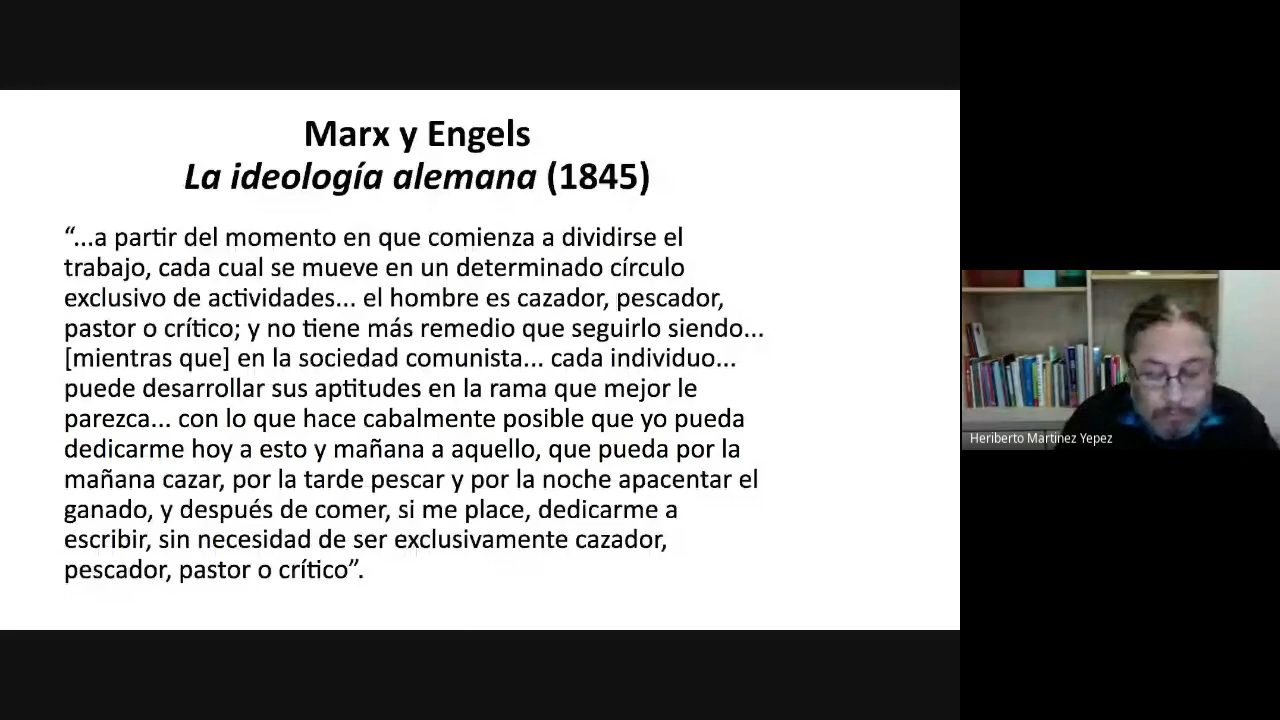 Marx y Engels
La ideología alemana (1845)
“...a partir del momento en que comienza a dividirse el
trabajo, cada cual se mueve en un determinado círculo
exclusivo de actividades... el hombre es cazador, pescador,
pastor o crítico; y no tiene más remedio que seguirlo siendo...
[mientras que] en la sociedad comunista... cada individuo...
puede desarrollar sus aptitudes en la rama que mejor le
parezca... con lo que hace cabalmente posible que yo pueda
dedicarme hoy a esto y mañana a aquello, que pueda por la
mañana cazar, por la tarde pescar y por la noche apacentar el
ganado, y después de comer, si me place, dedicarme a
escribir, sin necesidad de ser exclusivamente cazador,
pescador, pastor o crítico”.
Heriberto Martinez Yepez